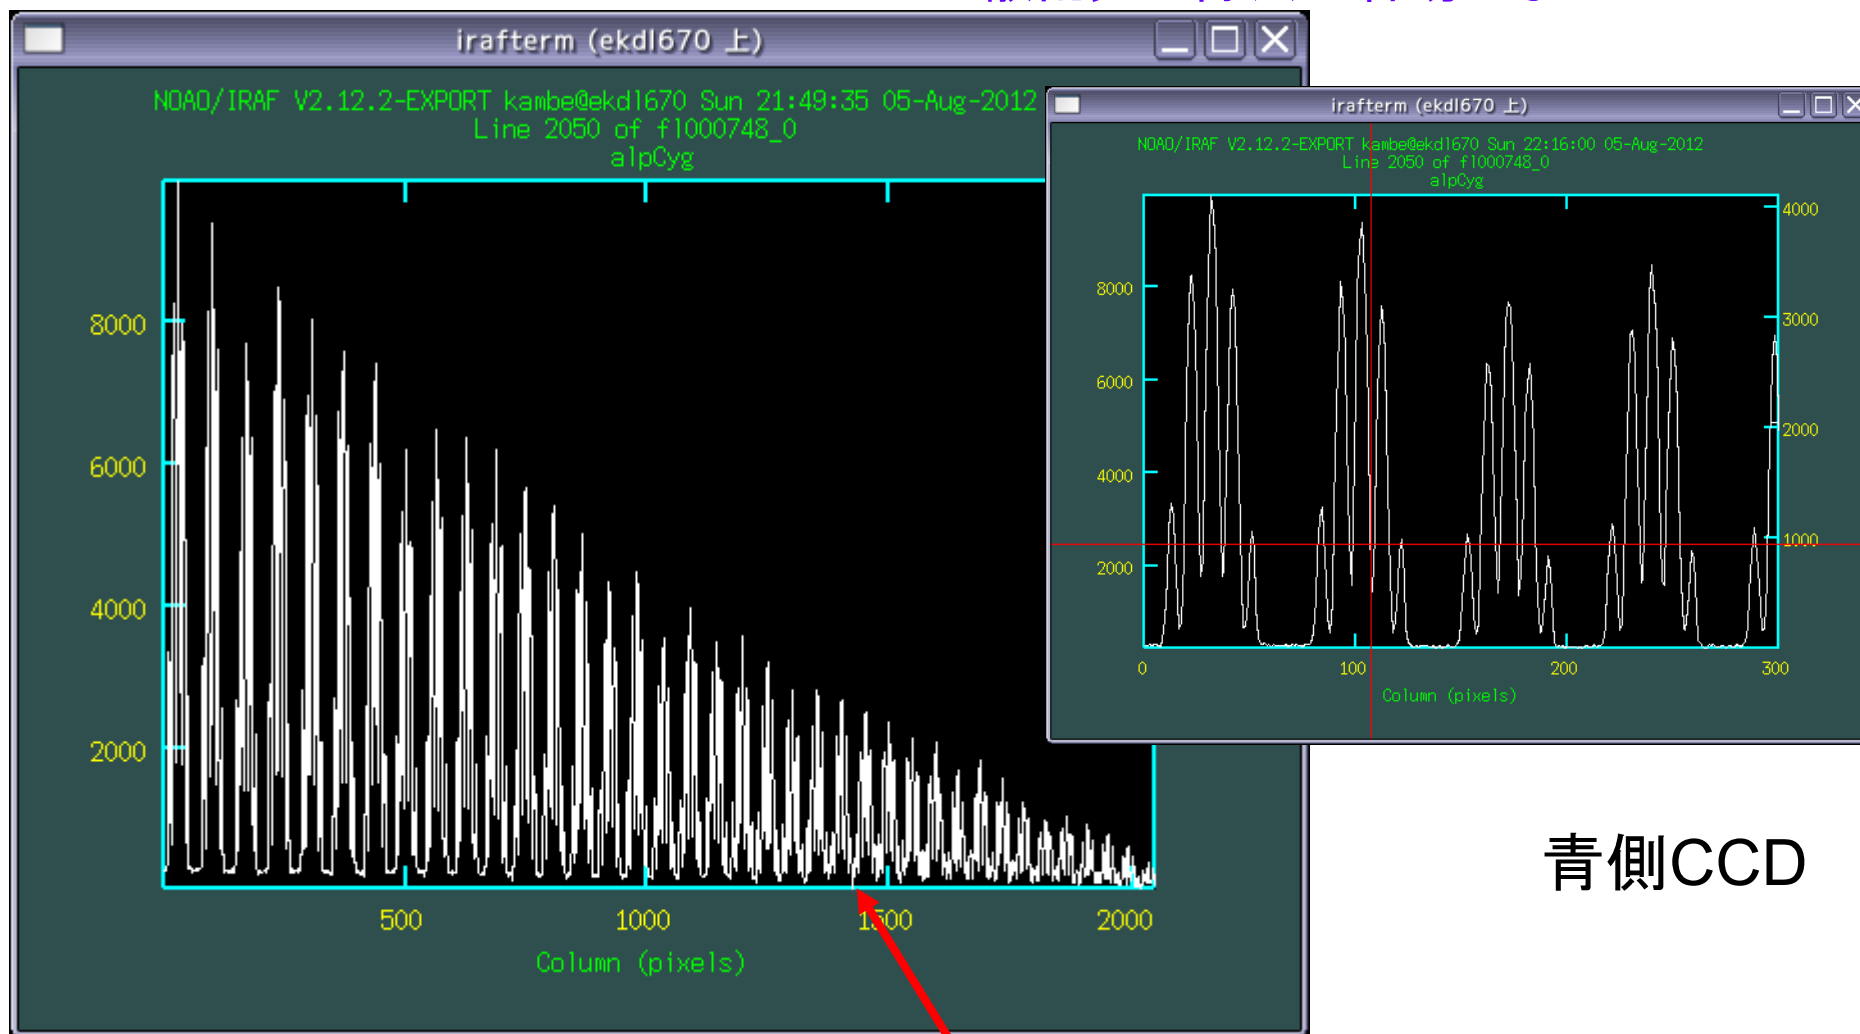 irafterm (ekdl670 上)
NOAO/IRAF V2.12.2-EXPORT kambe@ekdl670 Sun 21:49:35 05-Aug-2012
Line 2050 of f1000748_0
alpCyg
8000
6000
4000
2000
500
1000
1500
2000
Column (pixels)
irafterm (ekdl670 上)
NOAO/IRAF V2.12.2-EXPORT kambe@ekdl670 Sun 22:16:00 05-Aug-2012
Line 2050 of f1000748_0
alpCyg
8000
6000
4000
2000
4000
3000
2000
1000
0
100
200
300
Column (pixels)
青側CCD